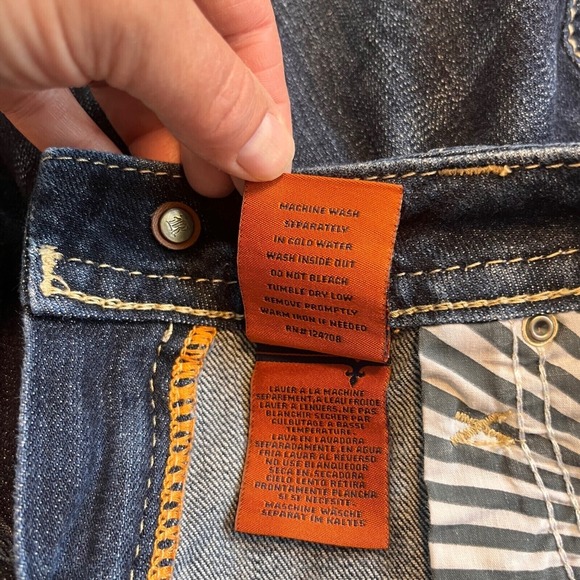 MACHINE WASH
SEPARATELY
IN COLD WATER
WASH INSIDE OUT
DO NOT BLEACH
TUMBLE DRY LOW
REMOVE PROMPTLY
WARM IRON IF NEEDED
RN# 124708
LAVER A LA MACHINE
SEPAREMENT, A L'EAU FROIDE
LAVER A L'ENVERS. NE PAS
BLANCHIR SECHER PAR
CULBUTAGE A BASSE
TEMPERATURE.
LAVA EN LAVADORA
SEPARADAMENTE, EN AGUA
FRIA LAVAR AL REVERSO
NO USE BLANQUEDOR
SECA EN, SECADORA
CIELO LENTO RETIRA
PRONTAMENTE PLANCHA
SI SE NECESITE.
MASCHINE WÄSCHE
SEPARAT IM KALTES